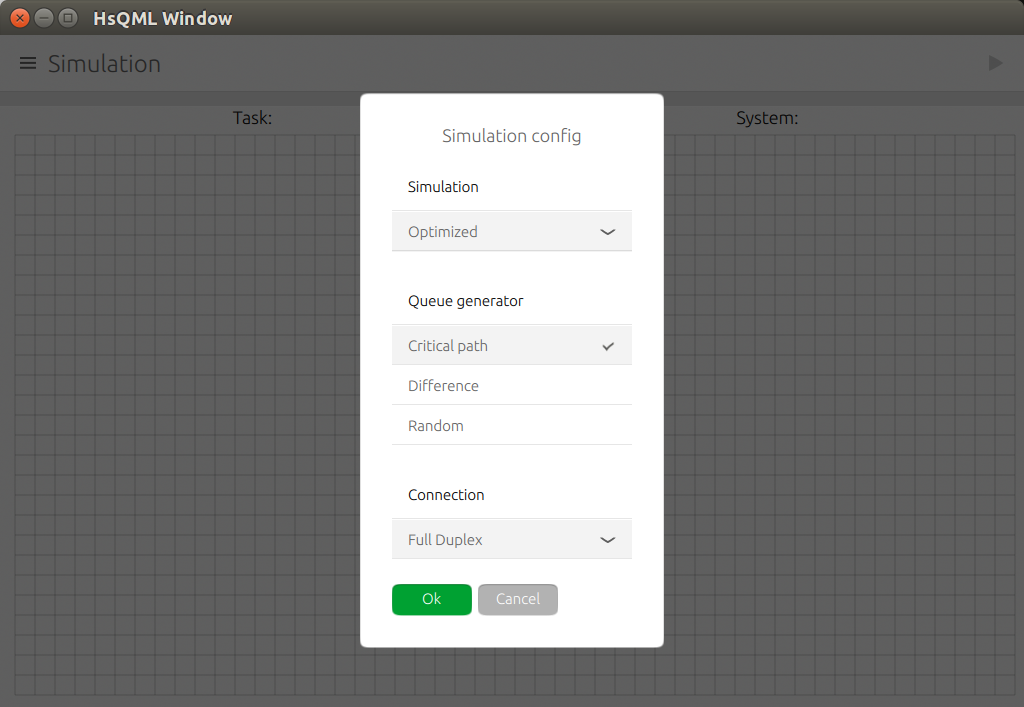 HsQML Window
Simulation
Task:
System:
Simulation config
Simulation
Optimized
Queue generator
Critical path
Difference
Random
Connection
Full Duplex
Ok
Cancel